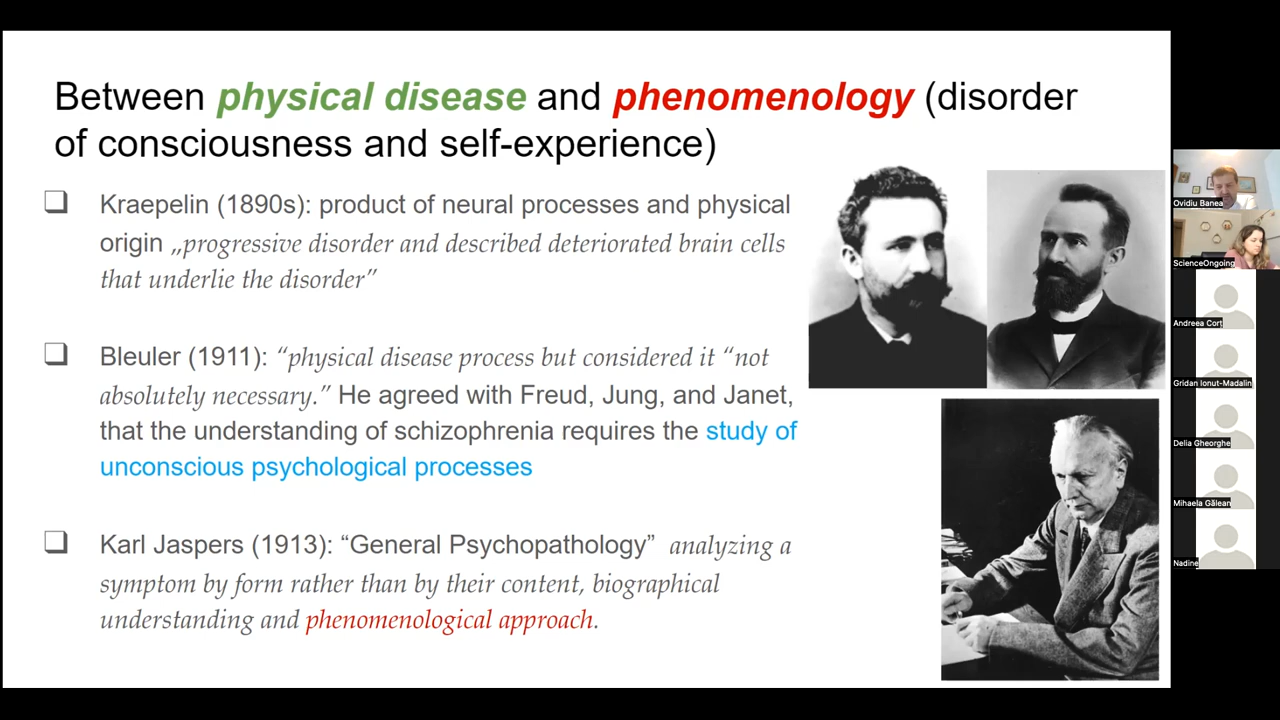 Between physical disease and phenomenology (disorder
of consciousness and self-experience)
Kraepelin (1890s): product of neural processes and physical
origin „progressive disorder and described deteriorated brain cells
that underlie the disorder”
Bleuler (1911): “physical disease process but considered it “not
absolutely necessary.” He agreed with Freud, Jung, and Janet,
that the understanding of schizophrenia requires the study of
unconscious psychological processes
Karl Jaspers (1913): “General Psychopathology” analyzing a
symptom by form rather than by their content, biographical
understanding and phenomenological approach.
Ovidiu Banea
ScienceOngoing
Andreea Corț
Gridan Ionut-Madalin
Delia Gheorghe
Mihaela Gălean
Nadine